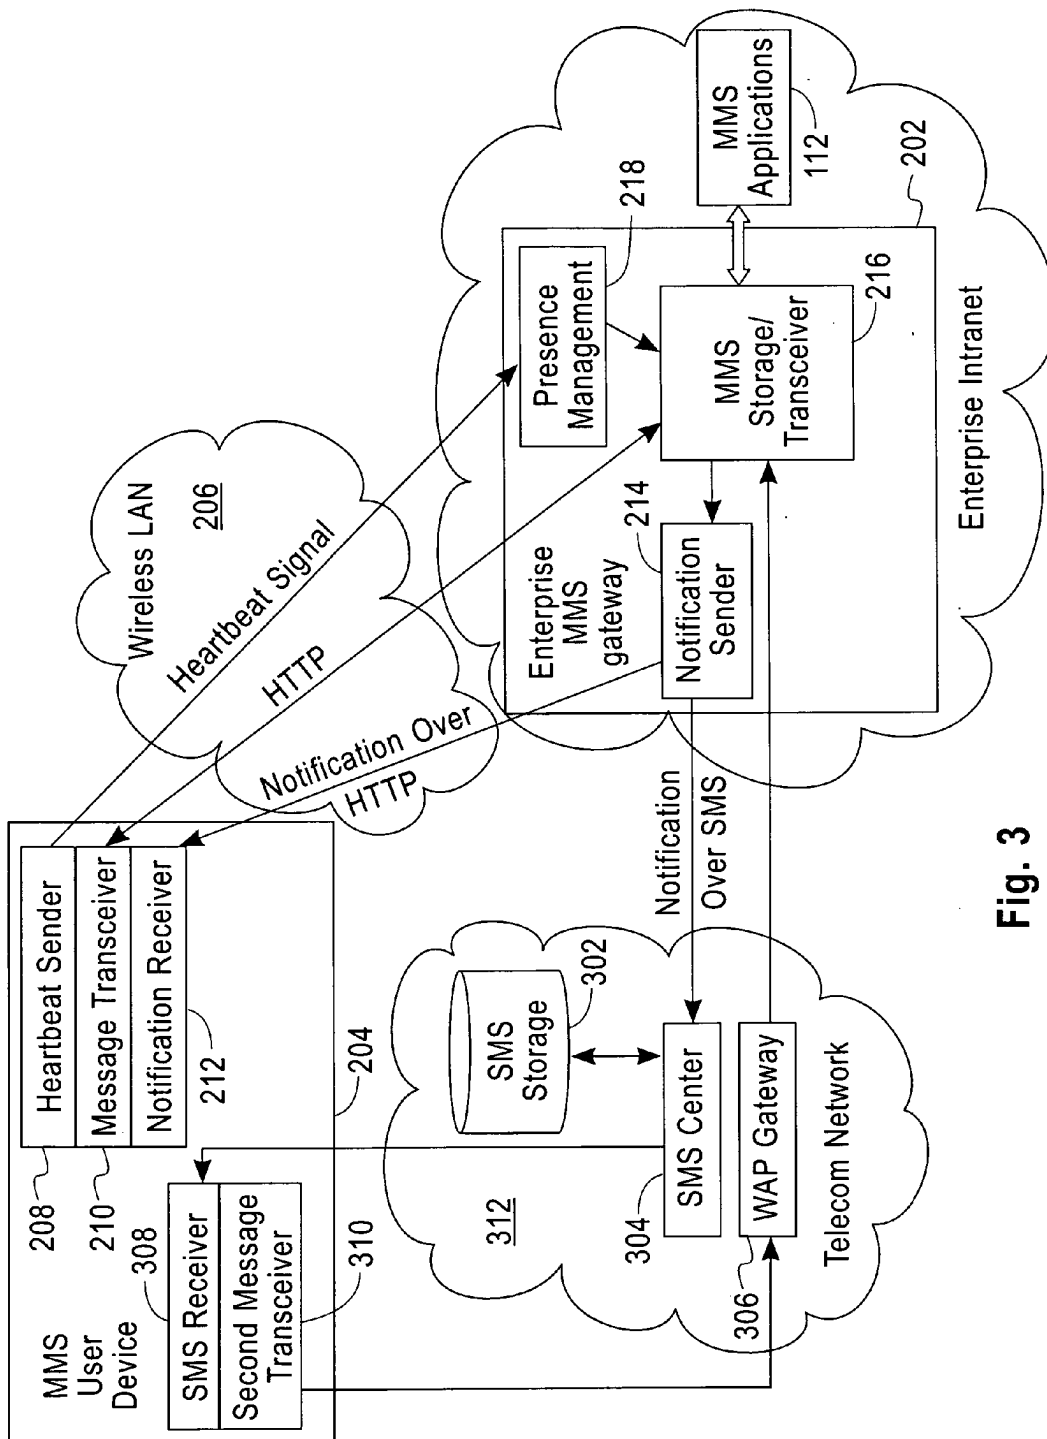 MMS
User
Device
308
SMS Receiver
Second Message
Transceiver
310
208
210
Heartbeat Sender
Message Transceiver
Notification Receiver
212
204
Wireless LAN
206
Heartbeat Signal
HTTP
Notification Over
HTTP
312
SMS
Storage
302
304
SMS Center
306
WAP Gateway
Telecom Network
Notification
Over SMS
Enterprise
MMS
gateway
214
Notification
Sender
Presence
Management
218
MMS
Storage/
Transceiver
216
MMS
Applications
112
202
Enterprise Intranet
Fig. 3